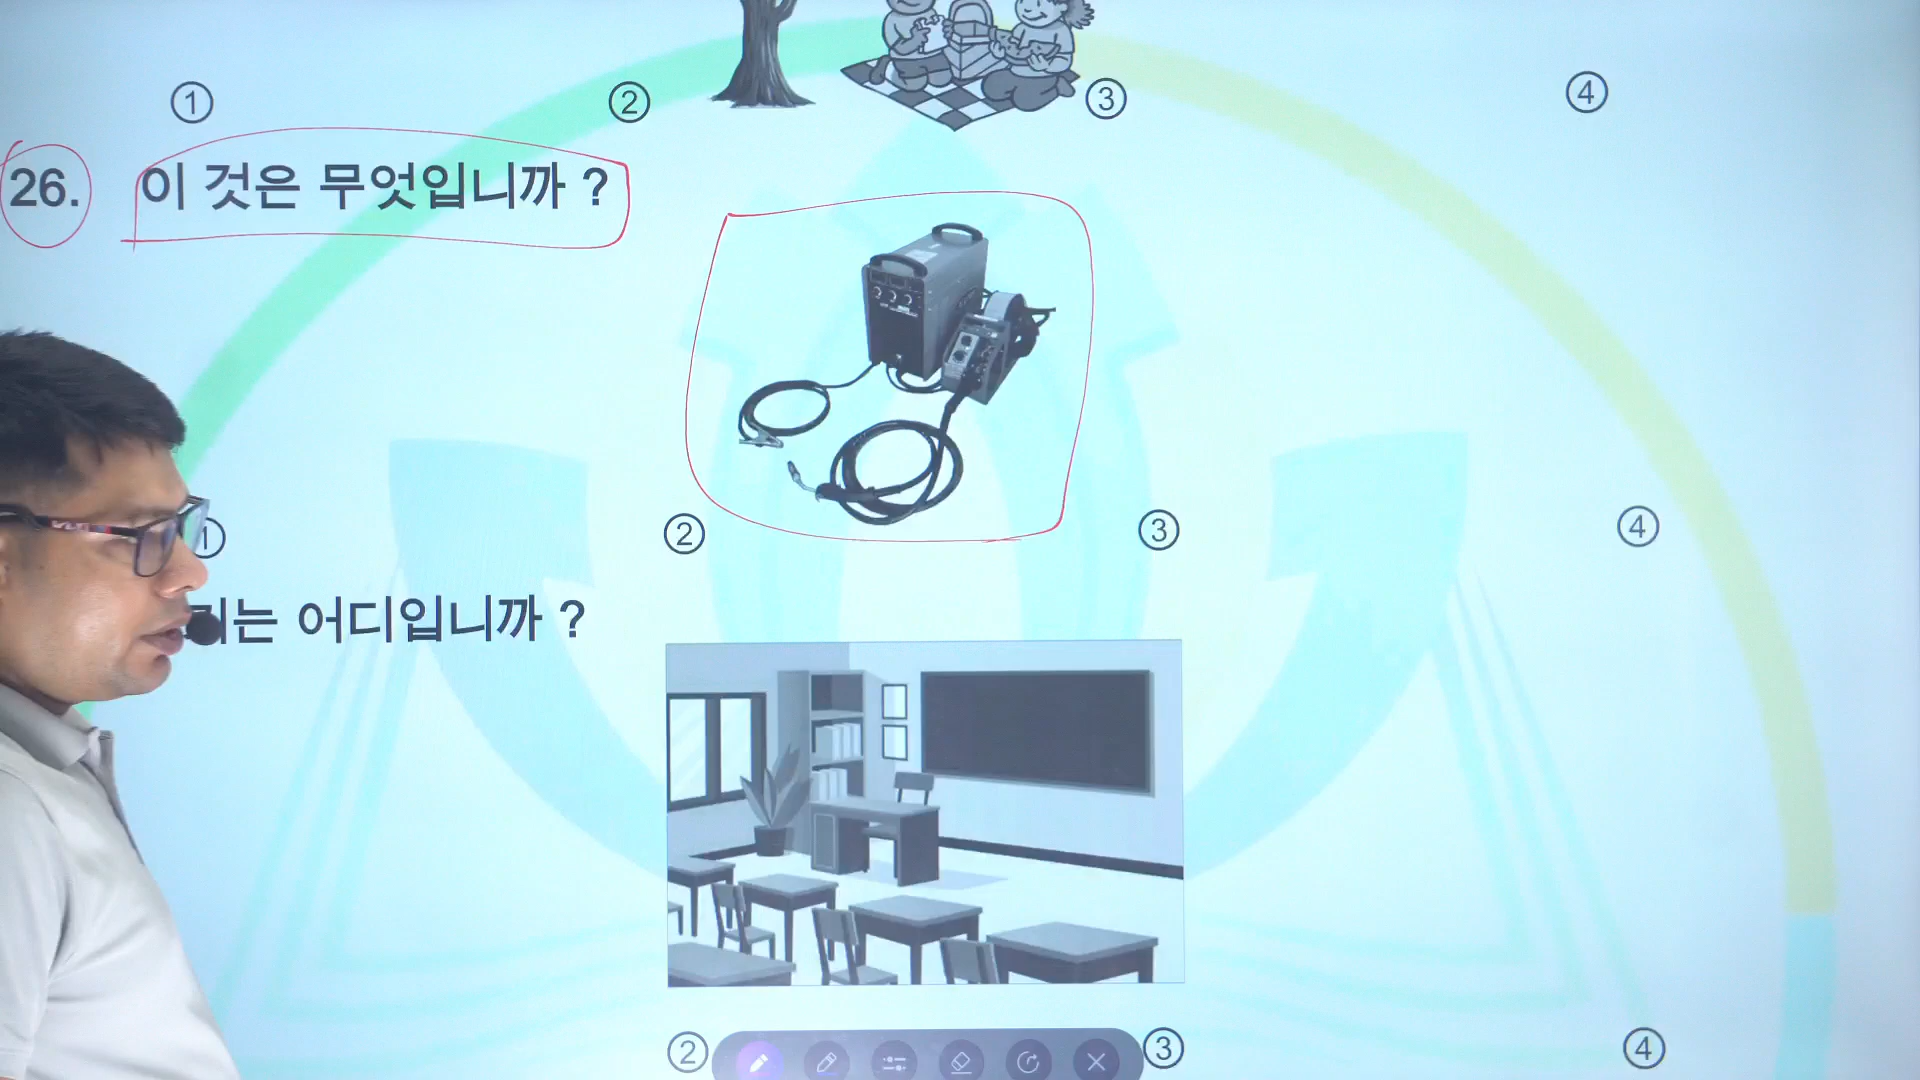 ① ② ③ ④
26. 이 것은 무엇입니까 ?
① ② ③ ④
는 어디입니까 ?
② ③ ④